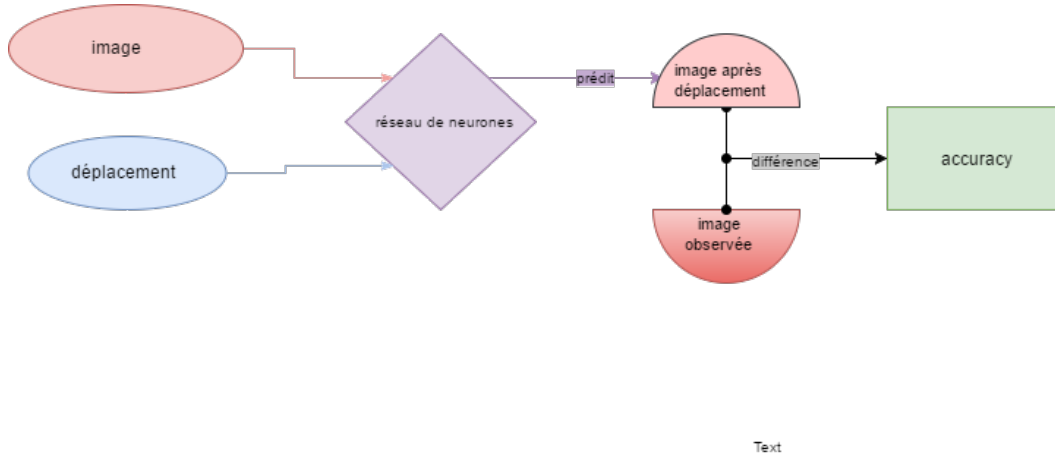 image
déplacement
réseau de neurones
prédit
image après
déplacement
différence
image
observée
accuracy
Text